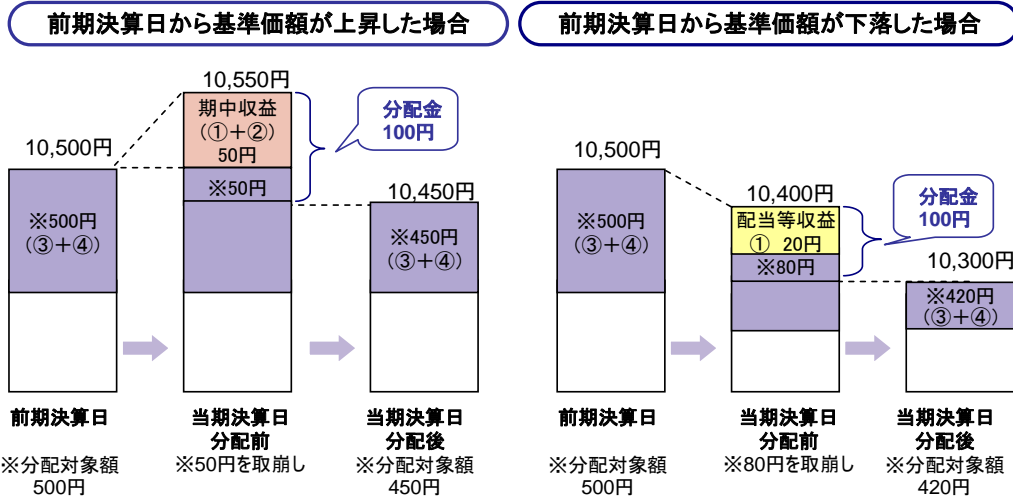 前期決算日から基準価額が上昇した場合
10,550円
期中収益
(①+②)
50円
分配金
100円
10,500円
※50円
10,450円
※500円
(③+④)
※450円
(③+④)
前期決算日
当期決算日
分配前
当期決算日
分配後
※分配対象額
500円
※50円を取崩し
※分配対象額
450円
前期決算日から基準価額が下落した場合
10,500円
10,400円
分配金
100円
※500円
(③+④)
配当等収益
① 20円
※80円
10,300円
※420円
(③+④)
前期決算日
当期決算日
分配前
当期決算日
分配後
※分配対象額
500円
※80円を取崩し
※分配対象額
420円